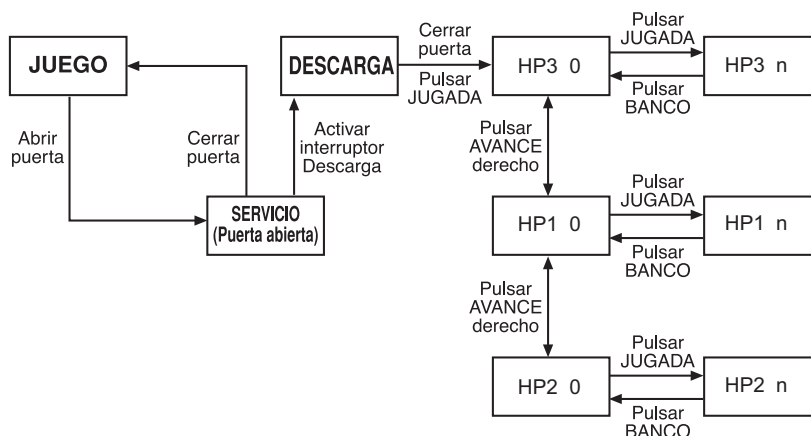 JUEGO
Abrir
puerta
Cerrar
puerta
SERVICIO
(Puerta abierta)
Activar
interruptor
Descarga
DESCARGA
Cerrar
puerta
Pulsar
JUGADA
HP3 0
Pulsar
JUGADA
Pulsar
BANCO
HP3 n
Pulsar
AVANCE
derecho
HP1 0
Pulsar
JUGADA
Pulsar
BANCO
HP1 n
Pulsar
AVANCE
derecho
HP2 0
Pulsar
JUGADA
Pulsar
BANCO
HP2 n